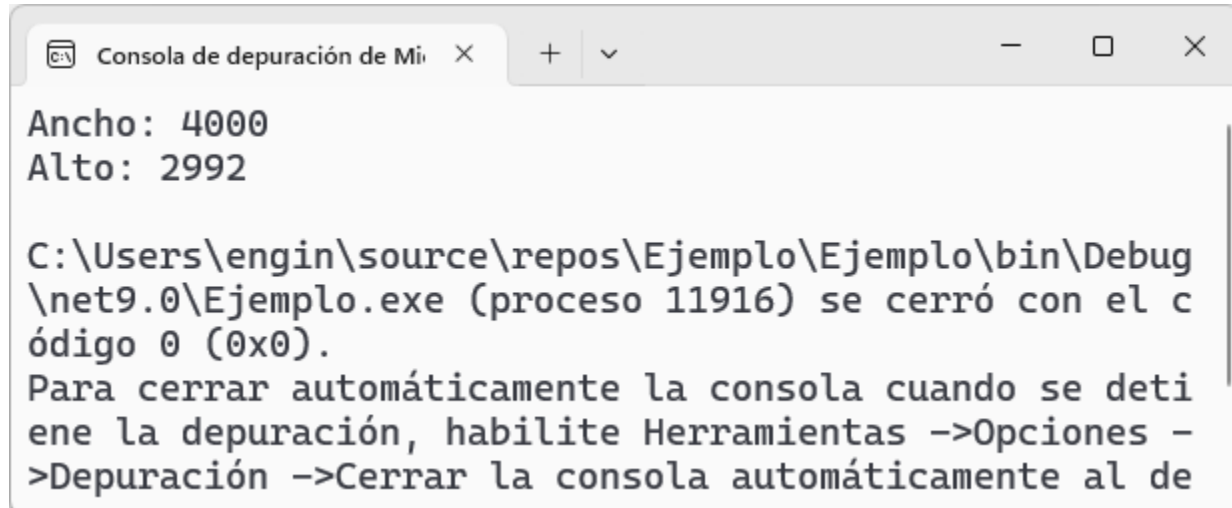 Consola de depuración de Mi
Ancho: 4000
Alto: 2992
C:\Users\engin\source\repos\Ejemplo\Ejemplo\bin\Debug
\net9.0\Ejemplo.exe (proceso 11916) se cerró con el c
ódigo 0 (0x0).
Para cerrar automáticamente la consola cuando se deti
ene la depuración, habilite Herramientas ->Opciones -
>Depuración ->Cerrar la consola automáticamente al de